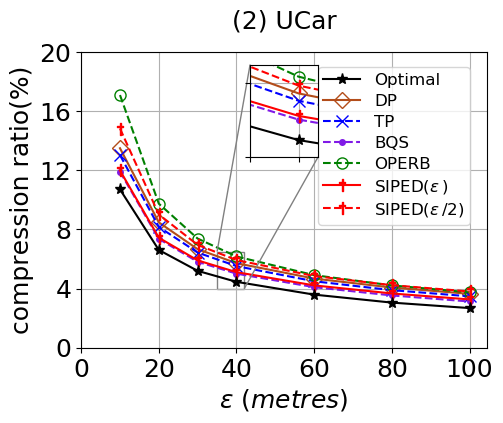 (2) UCar
compression ratio(%)
20
16
12
8
4
0
0 20 40 60 80 100
ε (metres)
Optimal
DP
TP
BQS
OPERB
SIPED(ε )
SIPED(ε /2)